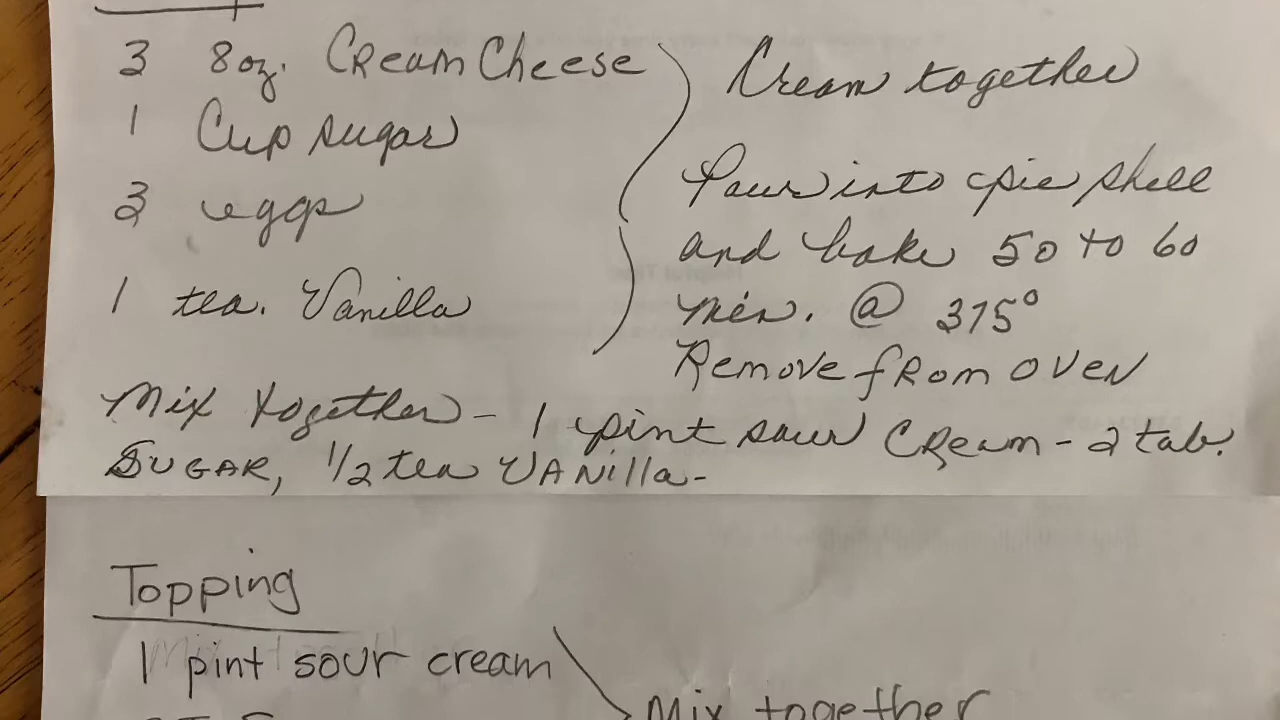 3 8 oz. Cream Cheese
1 Cup sugar
3 eggs
1 tea. Vanilla
Cream together
Pour into pie shell
and bake 50 to 60
min. @ 375°
Remove from oven
Mix together - 1 pint sour Cream - 2 tab.
SUGAR, 1/2 tea VANilla -
Topping
1 pint sour cream
Mix together